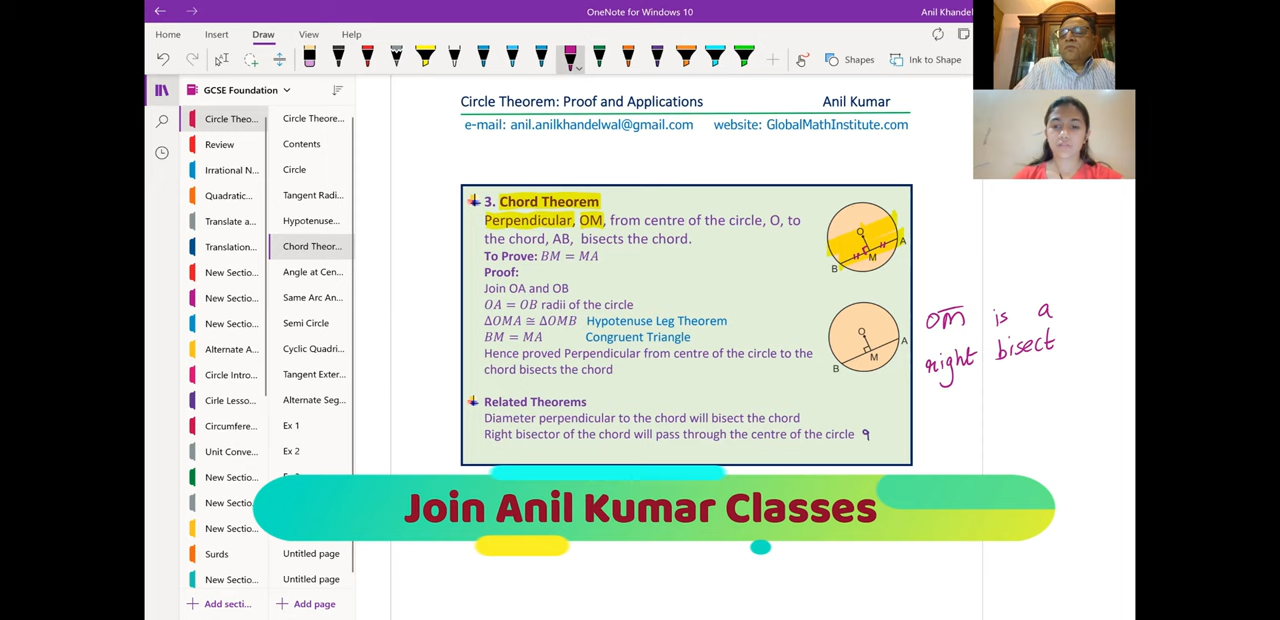 OneNote for Windows 10
Anil Khandel
Home Insert Draw View Help
Shapes Ink to Shape
GCSE Foundation
Circle Theo...
Review
Irrational N...
Quadratic...
Translate a...
Translation...
New Sectio...
New Sectio...
New Sectio...
Alternate A...
Circle Intro...
Cirle Lesso...
Circumfere...
Unit Conve...
New Sectio...
New Sectio...
New Sectio...
Surds
New Sectio...
Add secti...
Circle Theore...
Contents
Circle
Tangent Radi...
Hypotenuse...
Chord Theor...
Angle at Cen...
Same Arc An...
Semi Circle
Cyclic Quadri...
Tangent Exter...
Alternate Seg...
Ex 1
Ex 2
Untitled page
Untitled page
Add page
Circle Theorem: Proof and Applications Anil Kumar
e-mail: anil.anilkhandelwal@gmail.com website: GlobalMathInstitute.com
3. Chord Theorem
Perpendicular, OM, from centre of the circle, O, to
the chord, AB, bisects the chord.
To Prove: BM = MA
Proof:
Join OA and OB
OA = OB radii of the circle
ΔOMA ≅ ΔOMB Hypotenuse Leg Theorem
BM = MA Congruent Triangle
Hence proved Perpendicular from centre of the circle to the
chord bisects the chord
Related Theorems
Diameter perpendicular to the chord will bisect the chord
Right bisector of the chord will pass through the centre of the circle 9
O
A
M
B
O
A
M
B
OM is a
right bisect
Join Anil Kumar Classes